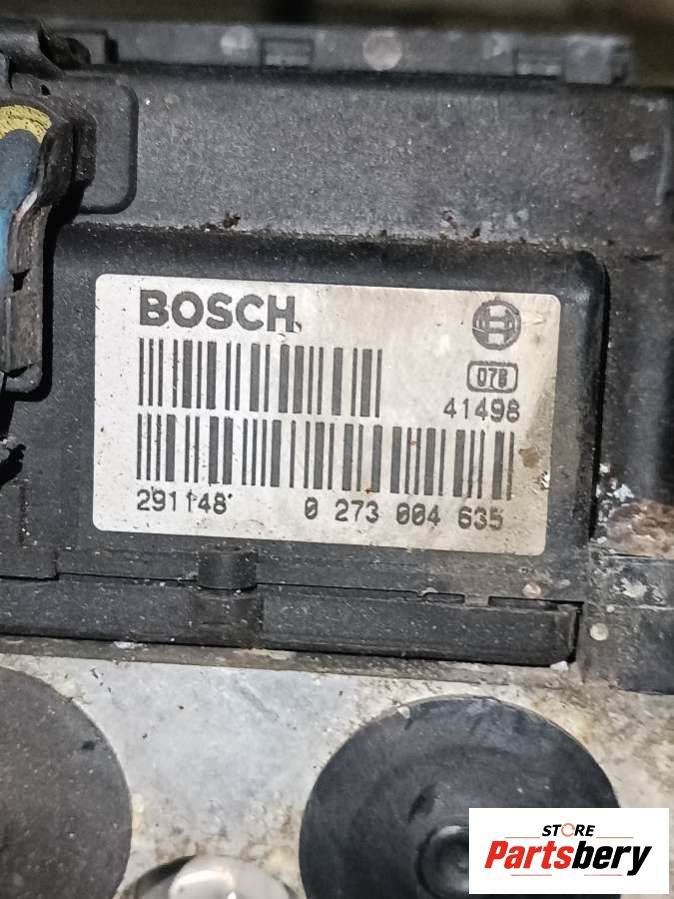 BOSCH
078
41498
291148 0 273 004 635
STORE
Partsbery